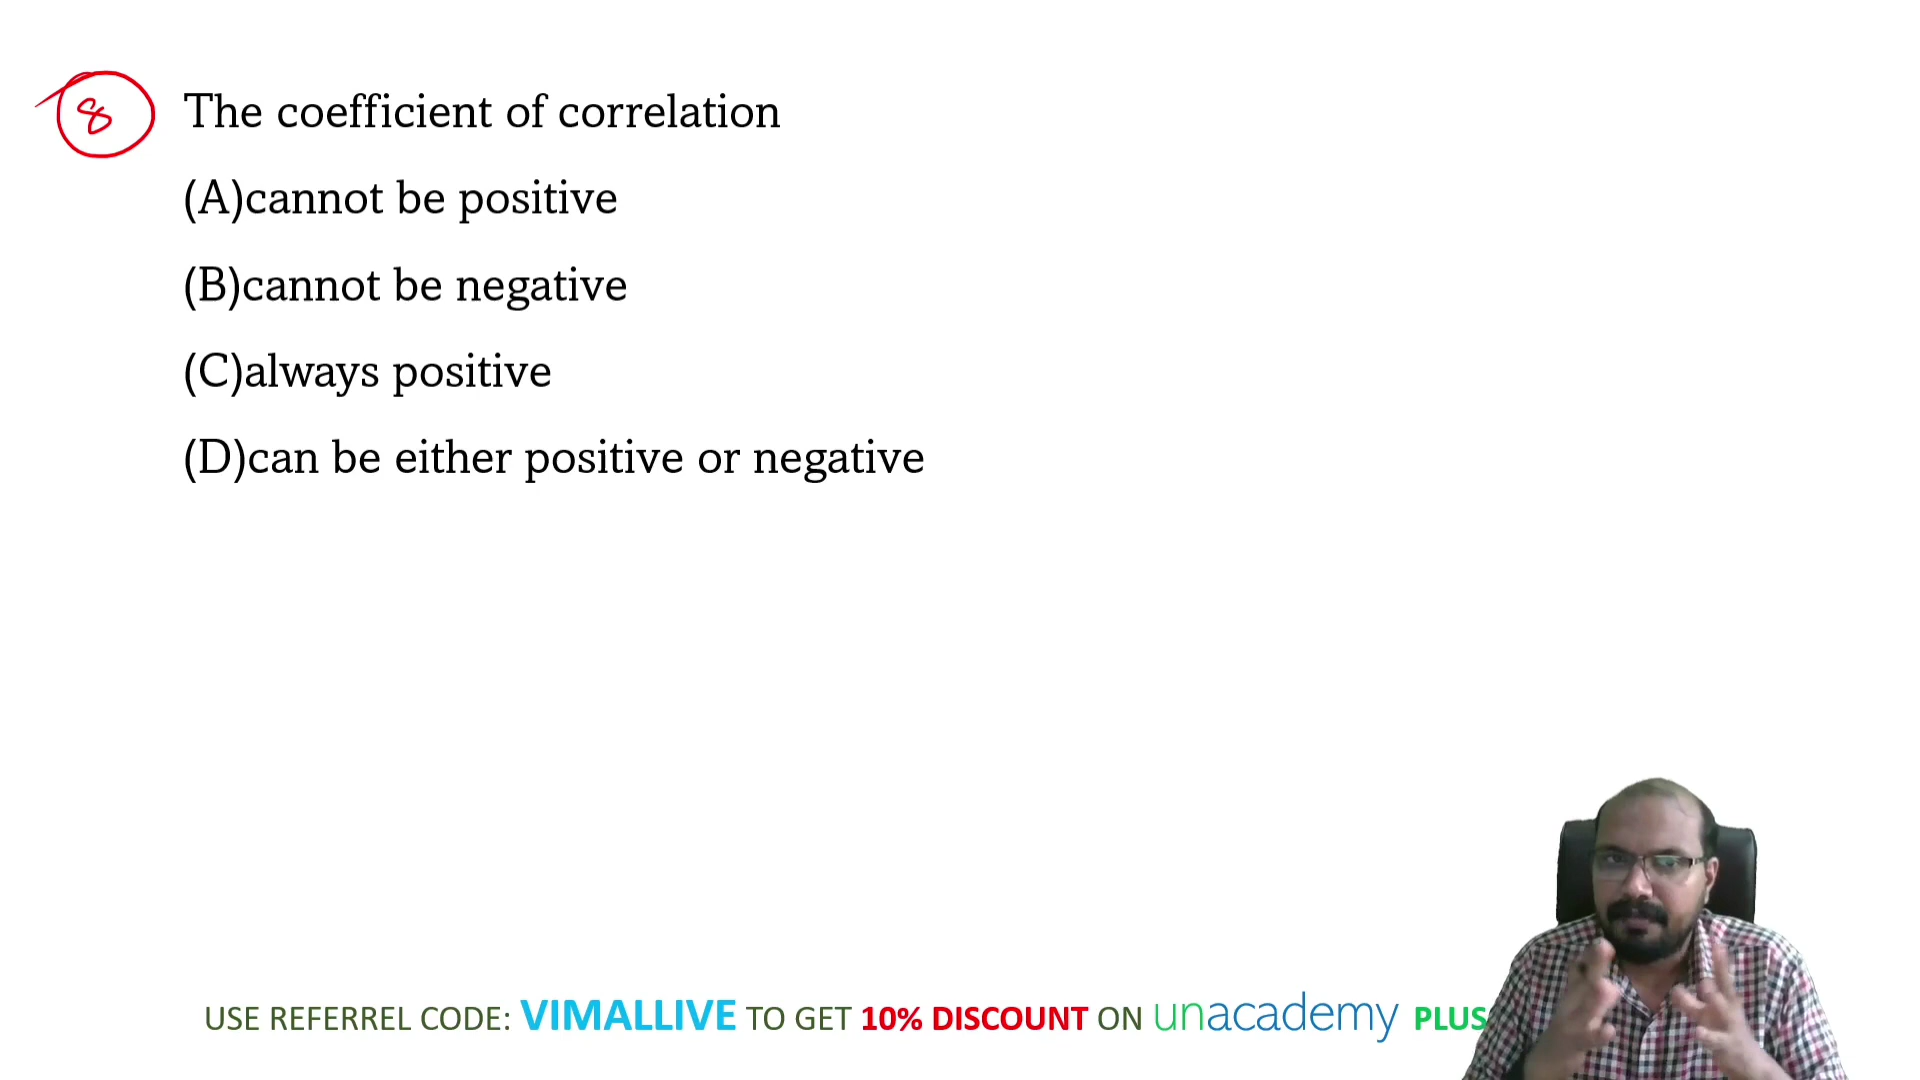 8 The coefficient of correlation
(A)cannot be positive
(B)cannot be negative
(C)always positive
(D)can be either positive or negative
USE REFERREL CODE: VIMALLIVE TO GET 10% DISCOUNT ON unacademy PLUS